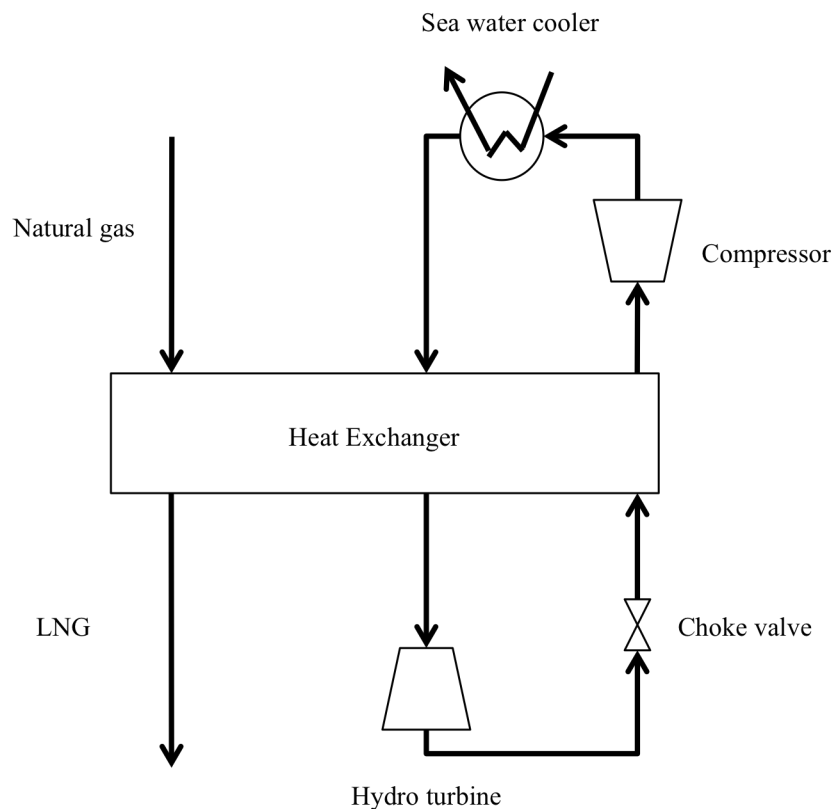 Sea water cooler
Natural gas
Compressor
Heat Exchanger
LNG
Choke valve
Hydro turbine